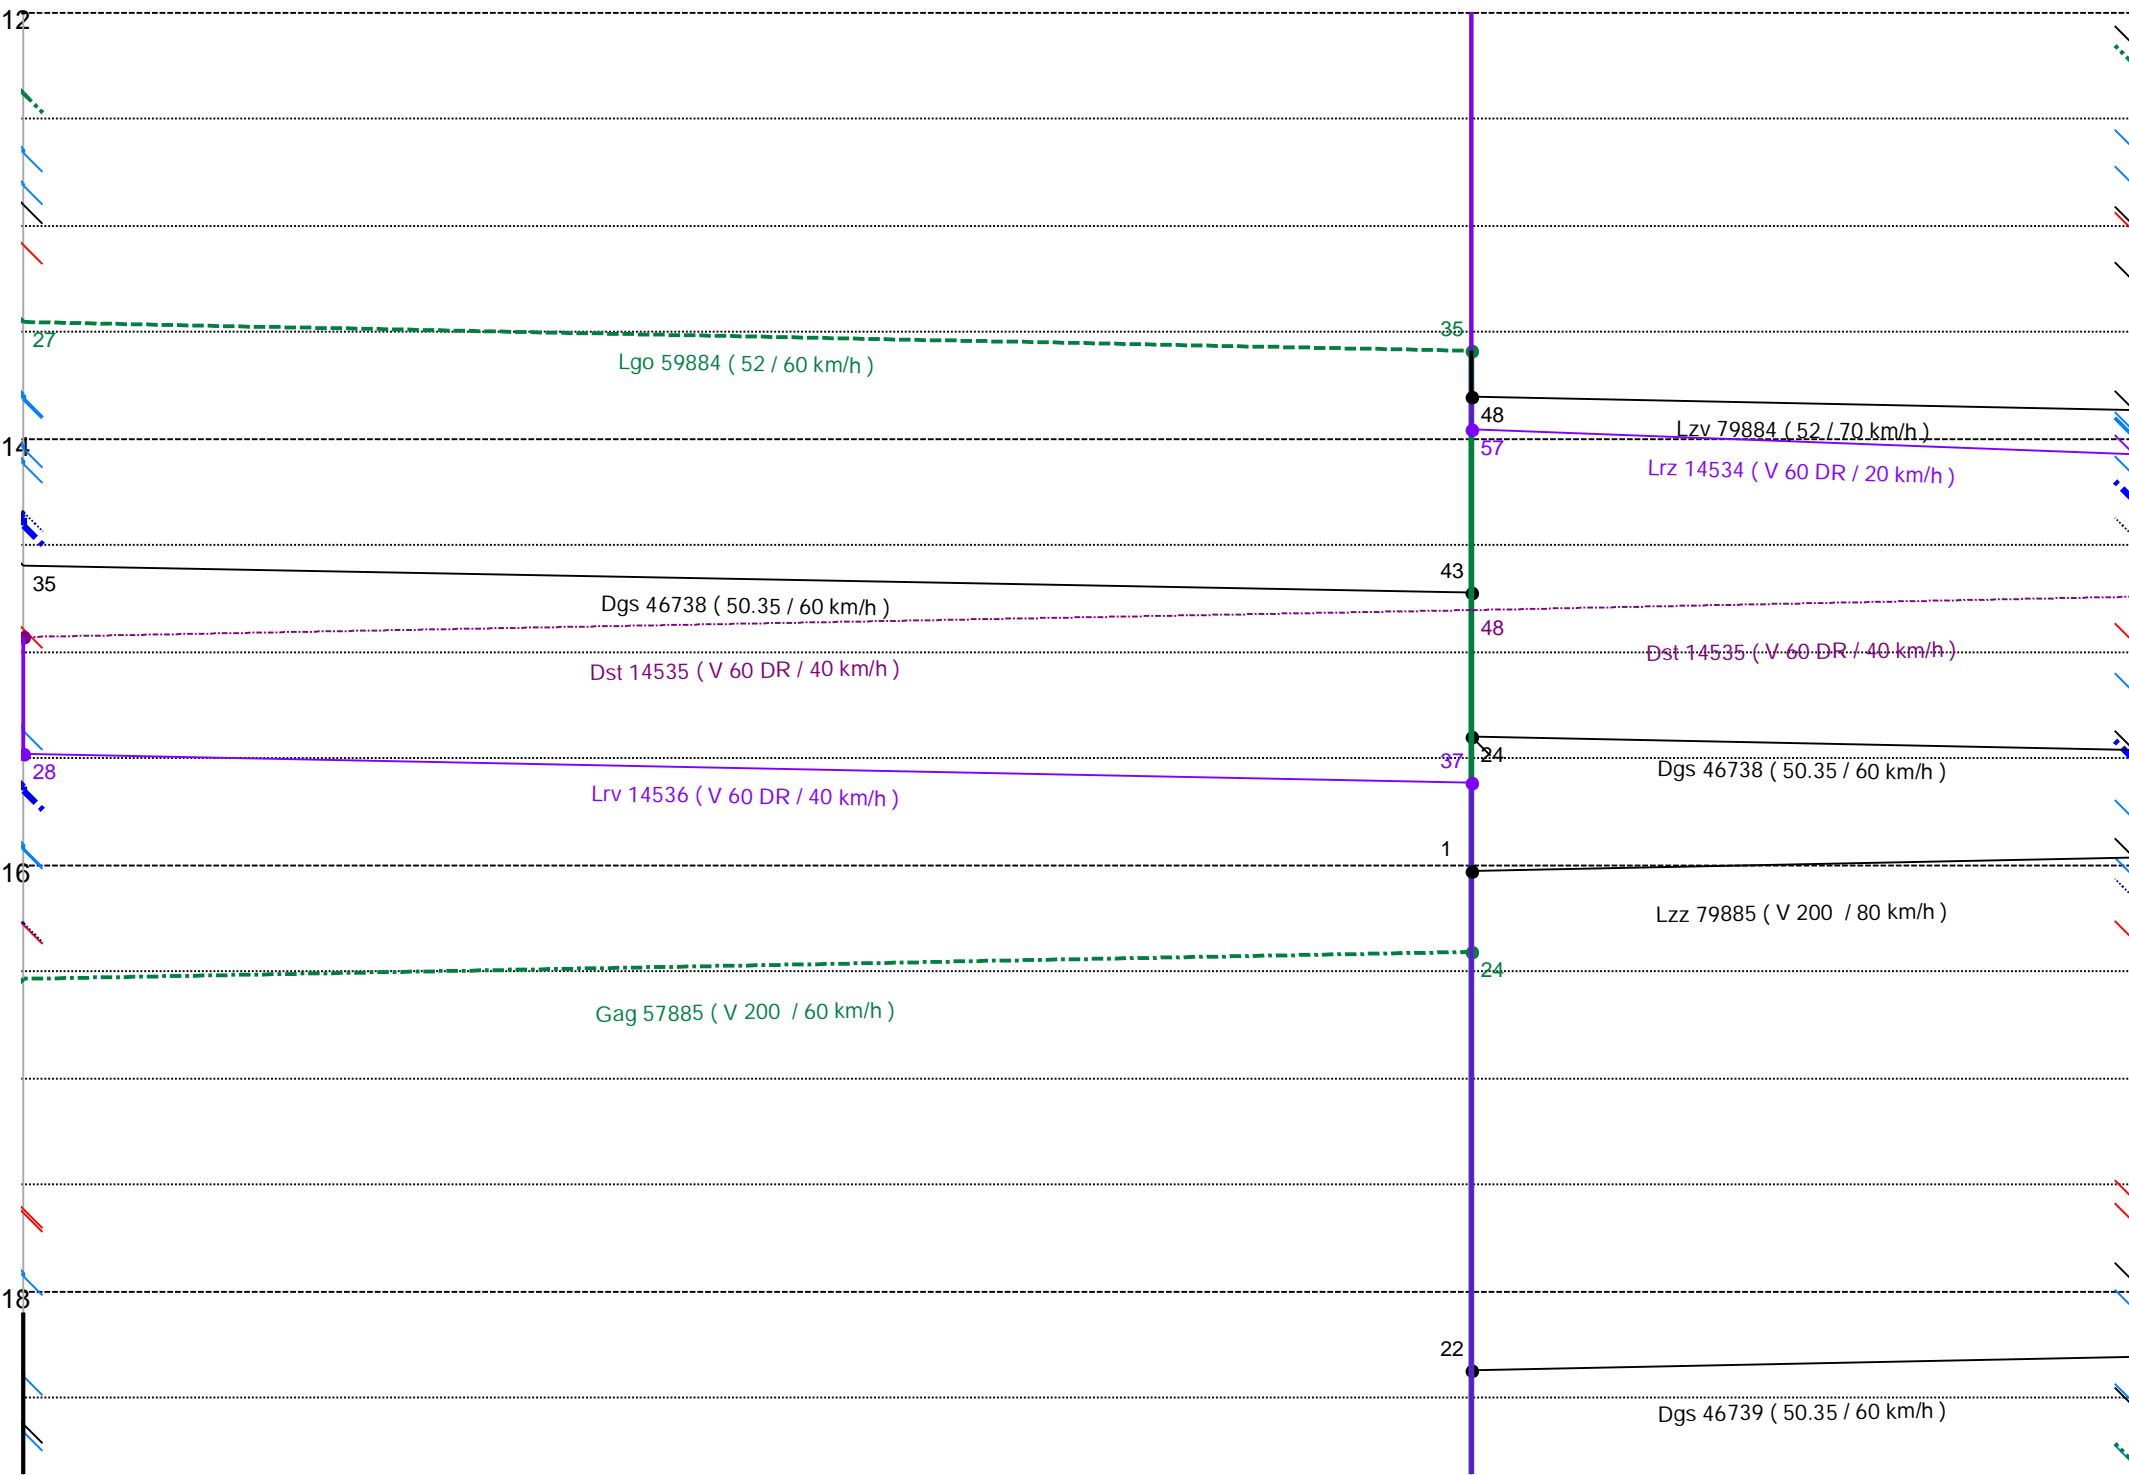 12
27
35
Lgo 59884 ( 52 / 60 km/h )
48
Lzv 79884 ( 52 / 70 km/h )
14
57
Lrz 14534 ( V 60 DR / 20 km/h )
35
43
Dgs 46738 ( 50.35 / 60 km/h )
48
Dst 14535 ( V 60 DR / 40 km/h )
Dst 14535 ( V 60 DR / 40 km/h )
28
37
24
Dgs 46738 ( 50.35 / 60 km/h )
Lrv 14536 ( V 60 DR / 40 km/h )
1
16
Lzz 79885 ( V 200 / 80 km/h )
24
Gag 57885 ( V 200 / 60 km/h )
18
22
Dgs 46739 ( 50.35 / 60 km/h )